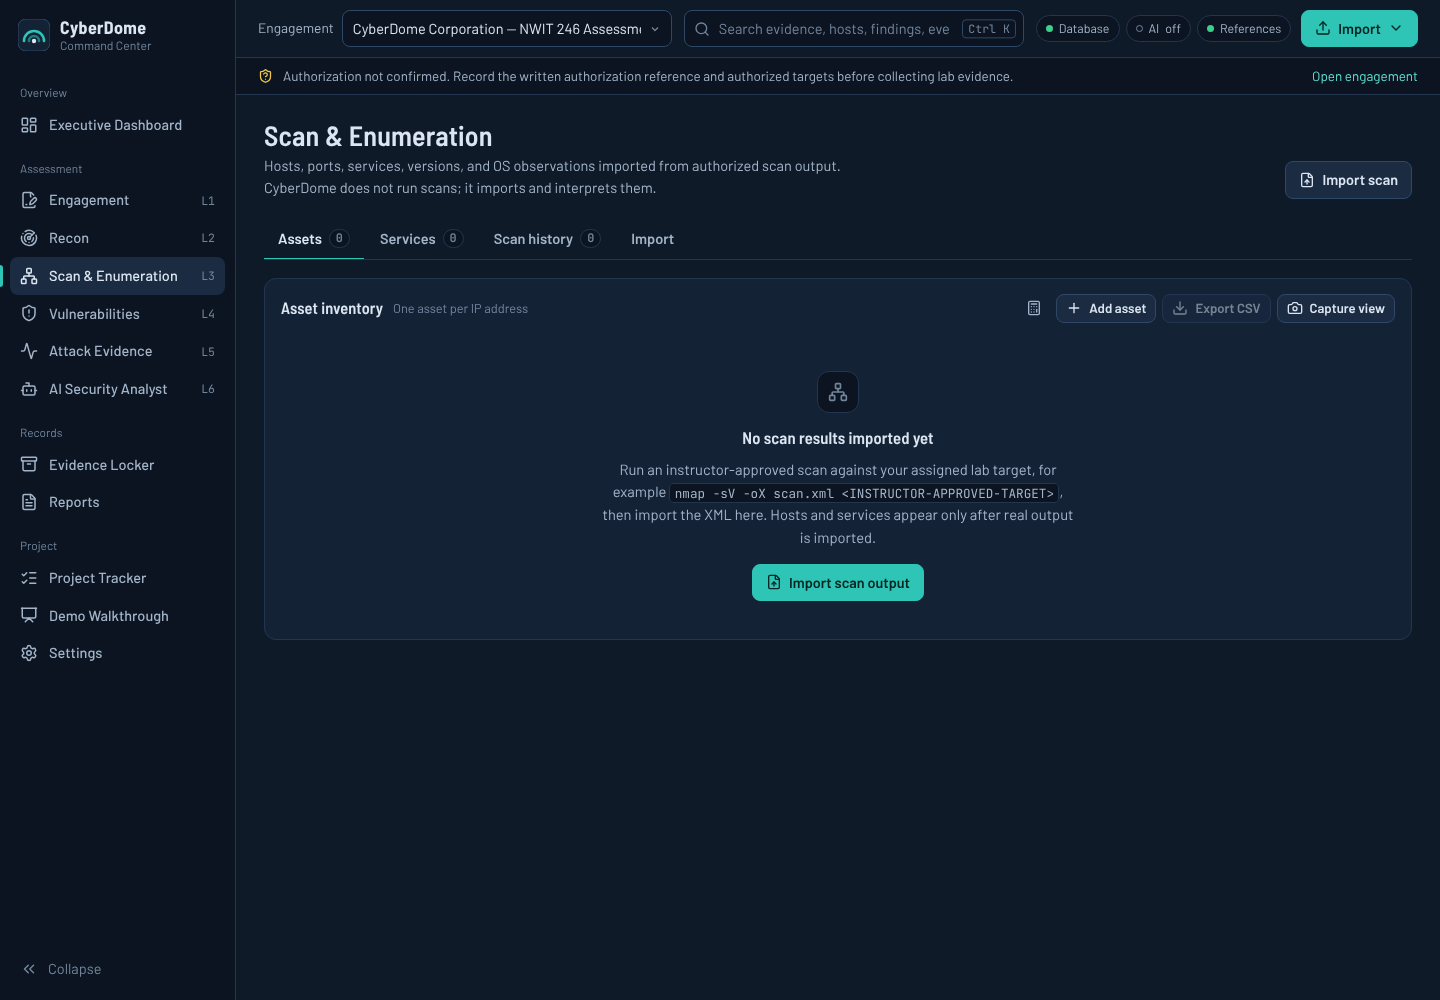 CyberDome
Command Center
Overview
Executive Dashboard
Assessment
Engagement L1
Recon L2
Scan & Enumeration L3
Vulnerabilities L4
Attack Evidence L5
AI Security Analyst L6
Records
Evidence Locker
Reports
Project
Project Tracker
Demo Walkthrough
Settings
Collapse
Engagement CyberDome Corporation — NWIT 246 Assessm Search evidence, hosts, findings, eve Ctrl K Database AI off References Import
Authorization not confirmed. Record the written authorization reference and authorized targets before collecting lab evidence. Open engagement
Scan & Enumeration
Hosts, ports, services, versions, and OS observations imported from authorized scan output.
CyberDome does not run scans; it imports and interprets them.
Import scan
Assets 0 Services 0 Scan history 0 Import
Asset inventory One asset per IP address Add asset Export CSV Capture view
No scan results imported yet
Run an instructor-approved scan against your assigned lab target, for
example nmap -sV -oX scan.xml <INSTRUCTOR-APPROVED-TARGET> ,
then import the XML here. Hosts and services appear only after real output
is imported.
Import scan output